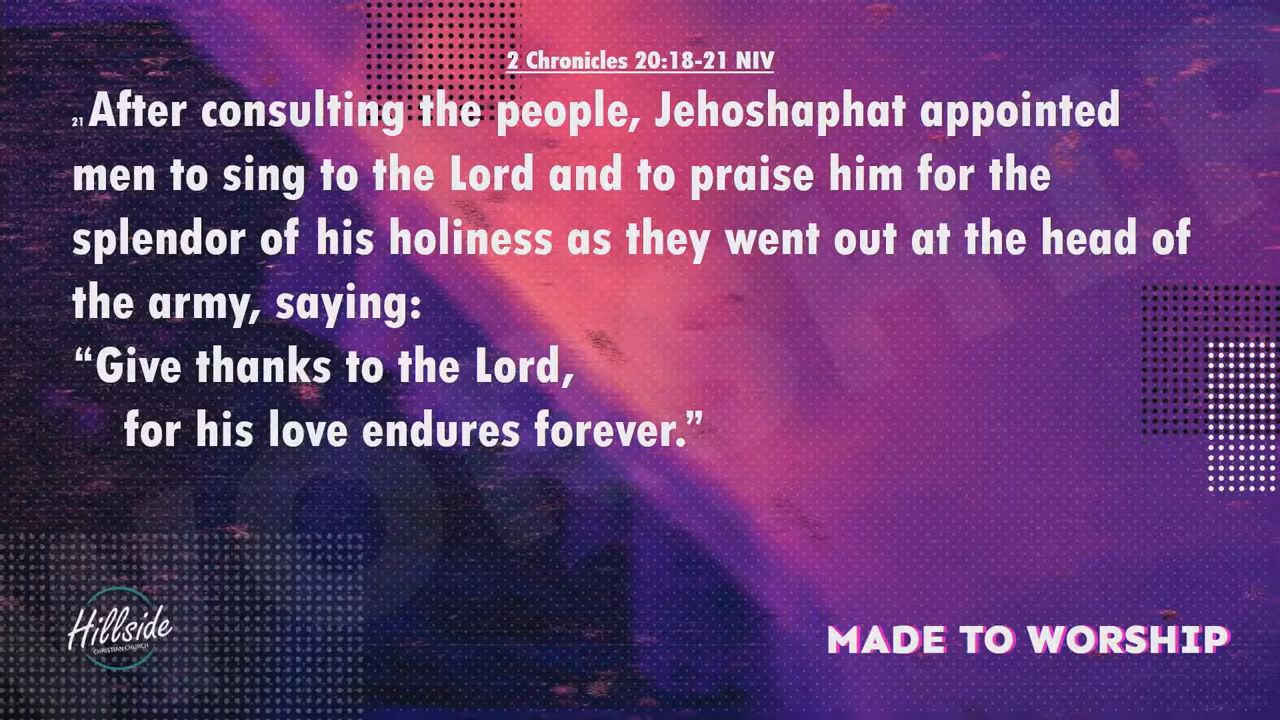 2 Chronicles 20:18-21 NIV
21 After consulting the people, Jehoshaphat appointed
men to sing to the Lord and to praise him for the
splendor of his holiness as they went out at the head of
the army, saying:
“Give thanks to the Lord,
for his love endures forever.”
Hillside
CHRISTIAN CHURCH
MADE TO WORSHIP